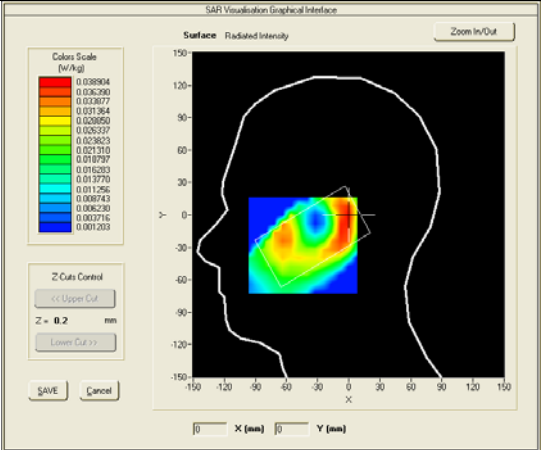 SAR Visualisation Graphical Interface
Surface Radiated Intensity
Zoom In/Out
Colors Scale
(W/kg)
0.038904
0.036390
0.033877
0.031364
0.028850
0.026337
0.023823
0.021310
0.018797
0.016283
0.013770
0.011256
0.008743
0.006230
0.003716
0.001203
Z-Cuts Control
<< Upper Cut
Z = 0.2 mm
Lower Cut >>
SAVE Cancel
150-
120-
90-
60-
30-
0-
-30-
-60-
-90-
-120-
-150-
Y
-150 -120 -90 -60 -30 0 30 60 90 120 150
X
0 X (mm) 0 Y (mm)